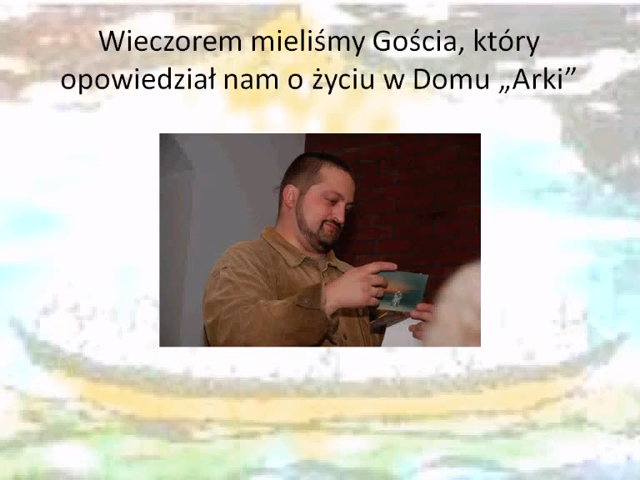 Wieczorem mieliśmy Gościa, który
opowiedział nam o życiu w Domu „Arki”